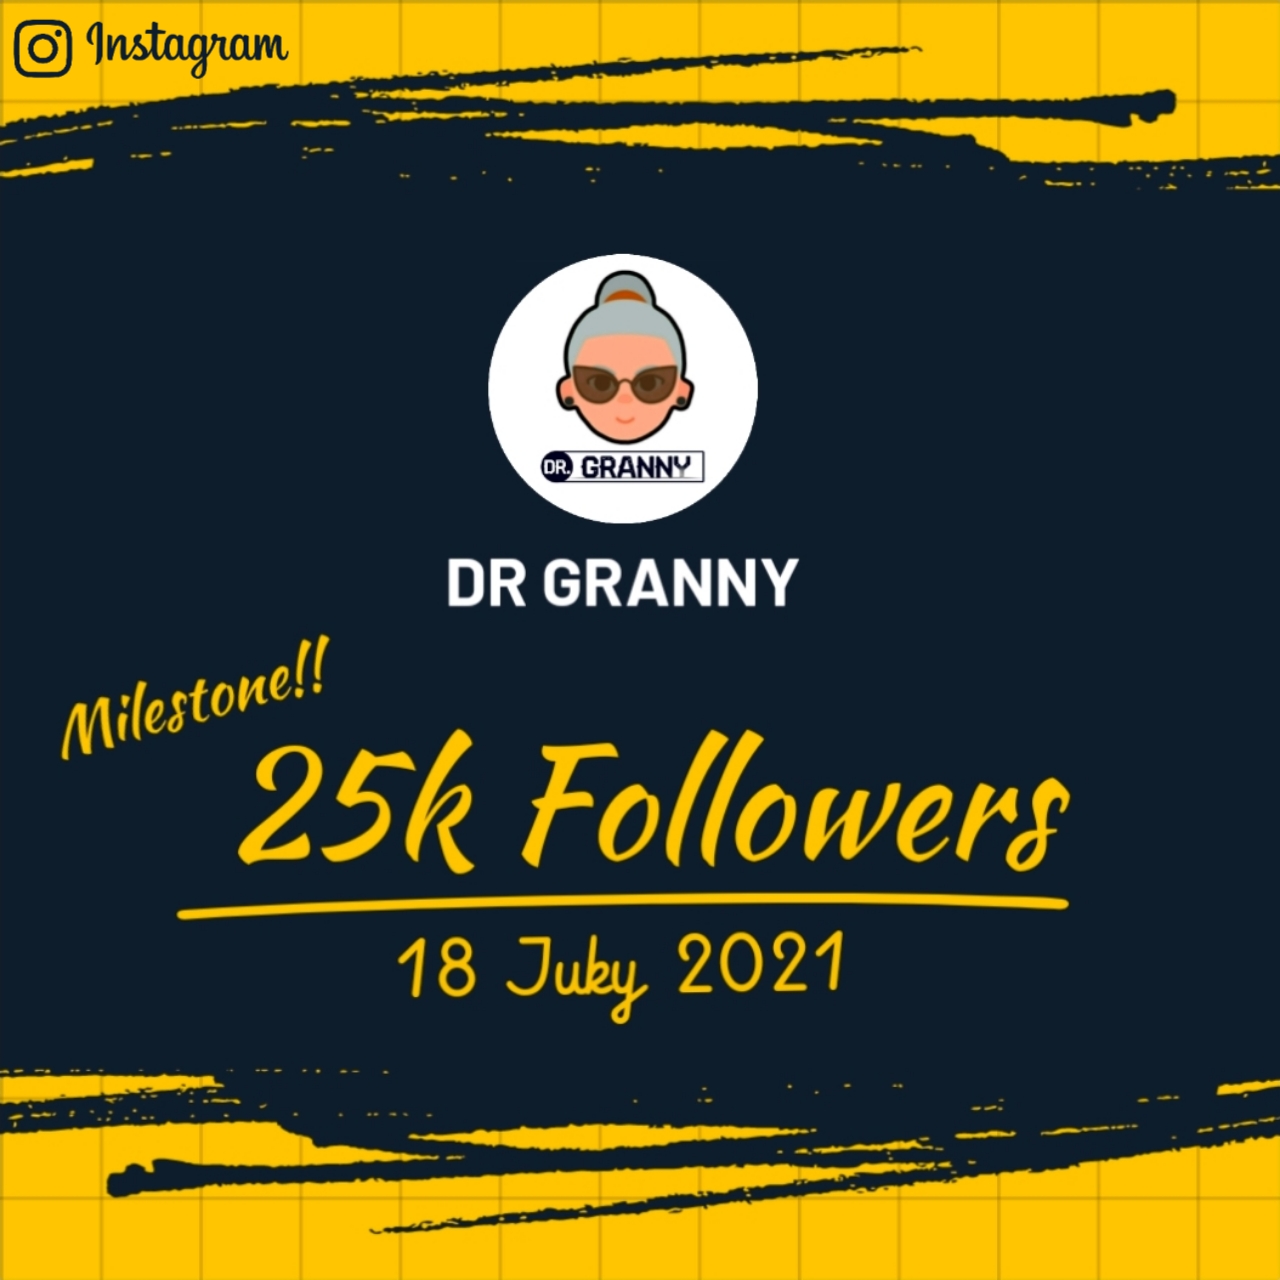 Instagram
DR. GRANNY
DR GRANNY
Milestone!!
25k Followers
18 Juky 2021